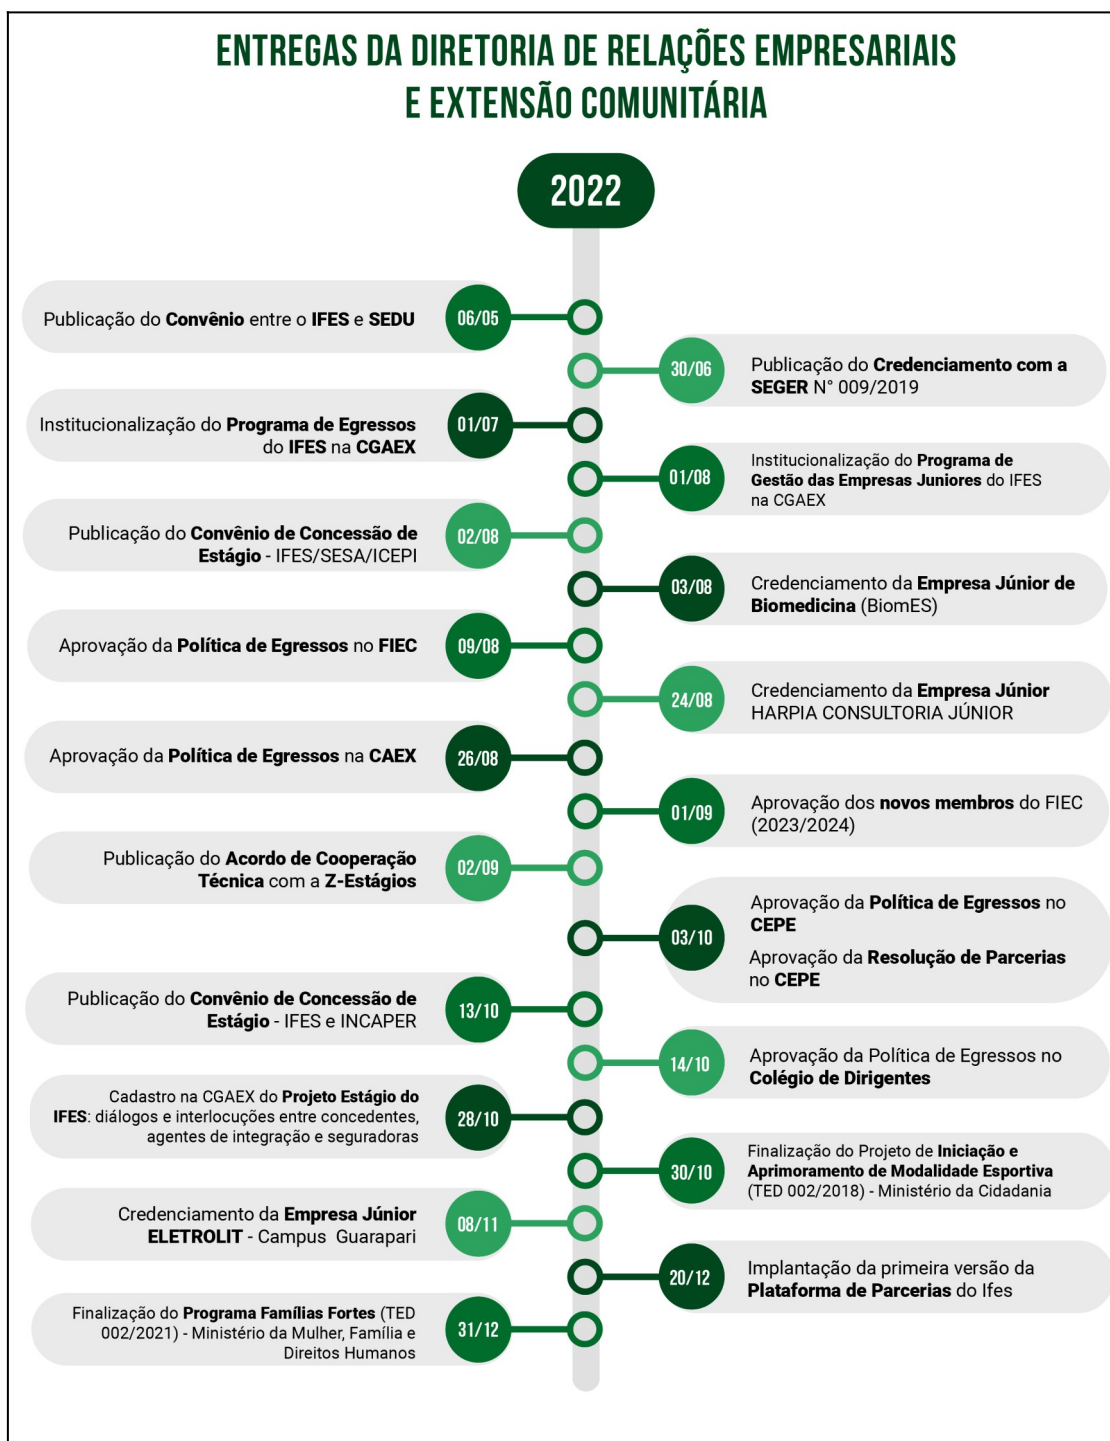 ENTREGAS DA DIRETORIA DE RELAÇÕES EMPRESARIAIS
E EXTENSÃO COMUNITÁRIA
2022
Publicação do Convênio entre o IFES e SEDU
06/05
30/06
Publicação do Credenciamento com a
SEGER N° 009/2019
Institucionalização do Programa de Egressos
do IFES na CGAEX
01/07
01/08
Institucionalização do Programa de
Gestão das Empresas Juniores do IFES
na CGAEX
Publicação do Convênio de Concessão de
Estágio - IFES/SESA/ICEPI
02/08
03/08
Credenciamento da Empresa Júnior de
Biomedicina (BiomES)
Aprovação da Política de Egressos no FIEC
09/08
24/08
Credenciamento da Empresa Júnior
HARPIA CONSULTORIA JÚNIOR
Aprovação da Política de Egressos na CAEX
26/08
01/09
Aprovação dos novos membros do FIEC
(2023/2024)
Publicação do Acordo de Cooperação
Técnica com a Z-Estágios
02/09
03/10
Aprovação da Política de Egressos no
CEPE
Aprovação da Resolução de Parcerias
no CEPE
Publicação do Convênio de Concessão de
Estágio - IFES e INCAPER
13/10
14/10
Aprovação da Política de Egressos no
Colégio de Dirigentes
Cadastro na CGAEX do Projeto Estágio do
IFES: diálogos e interlocuções entre concedentes,
agentes de integração e seguradoras
28/10
30/10
Finalização do Projeto de Iniciação e
Aprimoramento de Modalidade Esportiva
(TED 002/2018) - Ministério da Cidadania
Credenciamento da Empresa Júnior
ELETROLIT - Campus Guarapari
08/11
20/12
Implantação da primeira versão da
Plataforma de Parcerias do Ifes
Finalização do Programa Famílias Fortes (TED
002/2021) - Ministério da Mulher, Família e
Direitos Humanos
31/12